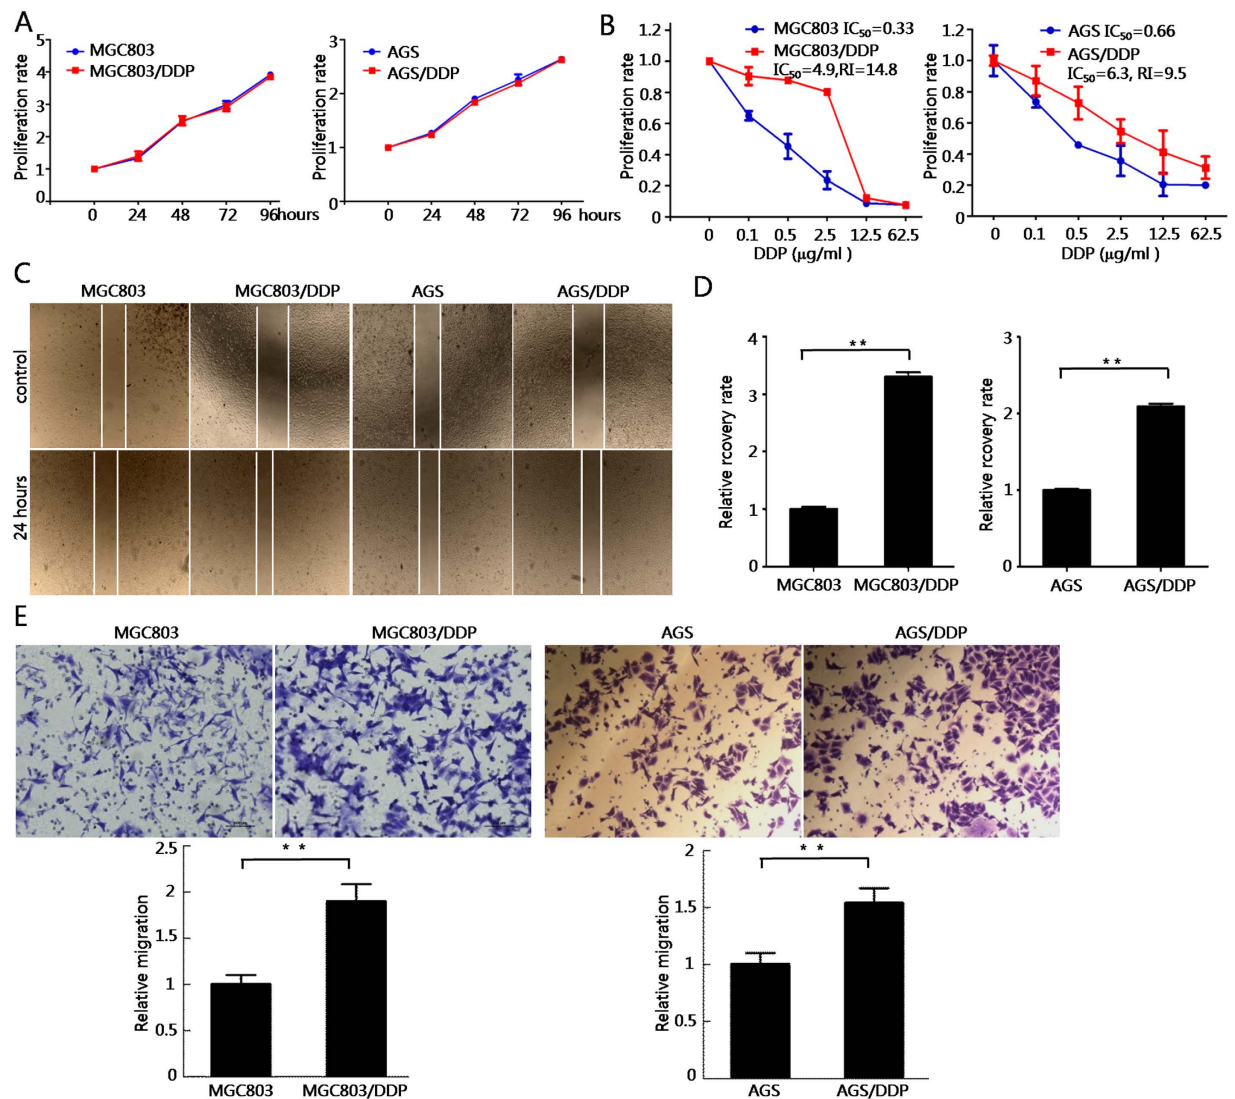 A
Proliferation rate
5
4
3
2
1
0
MGC803
MGC803/DDP
0 24 48 72 96 hours
Proliferation rate
3
2
1
0
AGS
AGS/DDP
0 24 48 72 96 hours
B
Proliferation rate
1.2
1.0
0.8
0.6
0.4
0.2
0
MGC803 IC50=0.33
MGC803/DDP
IC50=4.9,RI=14.8
0 0.1 0.5 2.5 12.5 62.5
DDP (μg/ml )
Proliferation rate
1.2
1.0
0.8
0.6
0.4
0.2
0
AGS IC50=0.66
AGS/DDP
IC50=6.3, RI=9.5
0 0.1 0.5 2.5 12.5 62.5
DDP (μg/ml )
C
MGC803 MGC803/DDP AGS AGS/DDP
control
24 hours
D
Relative rcovery rate
4
3
2
1
0
**
MGC803 MGC803/DDP
Relative rcovery rate
3
2
1
0
**
AGS AGS/DDP
E
MGC803 MGC803/DDP AGS AGS/DDP
Relative migration
2.5
2
1.5
1
0.5
0
* *
MGC803 MGC803/DDP
Relative migration
2
1.5
1
0.5
0
* *
AGS AGS/DDP